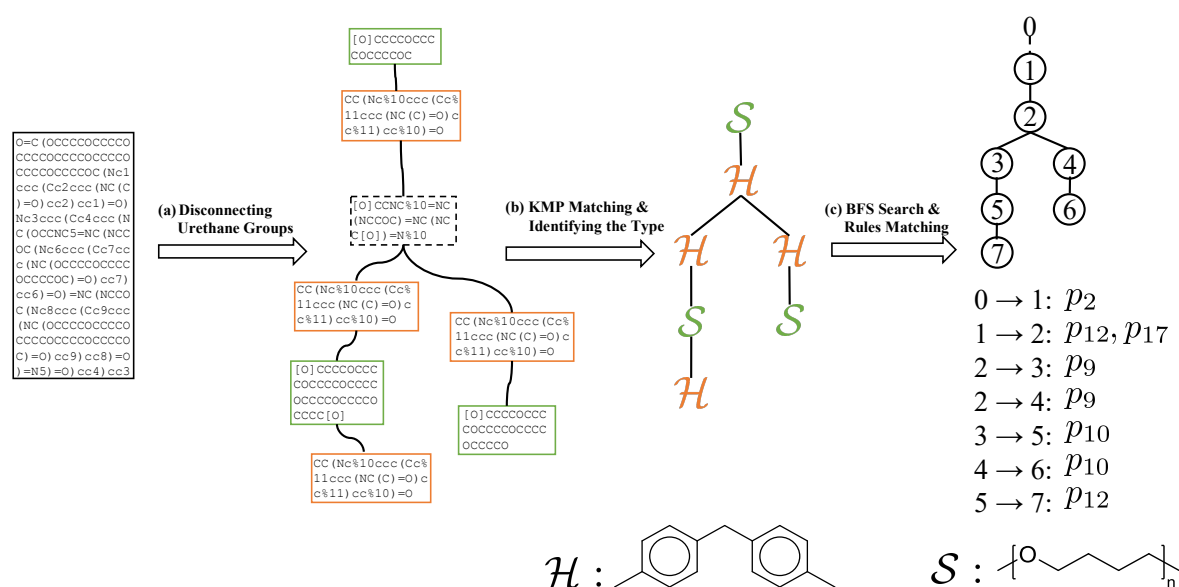 O=C(OCCCCOCCCCO
CCCCOCCCCOCCCCO
CCCCOCCCCOC(Nc1
ccc(Cc2ccc(NC(C
)=O)cc2)cc1)=O)
Nc3ccc(Cc4ccc(N
C(OCCNC5=NC(NCC
OC(Nc6ccc(Cc7cc
c(NC(OCCCCOCCCC
OCCCCOC)=O)cc7)
cc6)=O)=NC(NCCO
C(Nc8ccc(Cc9ccc
(NC(OCCCCOCCCCO
CCCCOCCCCOCCCCO
C)=O)cc9)cc8)=O
)=N5)=O)cc4)cc3
(a) Disconnecting
Urethane Groups
[O]CCCCOCCC
COCCCCOC
CC(Nc%10ccc(Cc%
11ccc(NC(C)=O)c
c%11)cc%10)=O
[O]CCNC%10=NC
(NCCOC)=NC(NC
C[O])=N%10
CC(Nc%10ccc(Cc%
11ccc(NC(C)=O)c
c%11)cc%10)=O
[O]CCCCOCCC
COCCCCOCCCC
OCCCCOCCCCO
CCCC[O]
CC(Nc%10ccc(Cc%
11ccc(NC(C)=O)c
c%11)cc%10)=O
CC(Nc%10ccc(Cc%
11ccc(NC(C)=O)c
c%11)cc%10)=O
[O]CCCCOCCC
COCCCCOCCCC
OCCCCO
(b) KMP Matching &
Identifying the Type
S
H
H H
S S
H
(c) BFS Search &
Rules Matching
0
1
2
3 4
5 6
7
0 → 1: p₂
1 → 2: p₁₂, p₁₇
2 → 3: p₉
2 → 4: p₉
3 → 5: p₁₀
4 → 6: p₁₀
5 → 7: p₁₂
H :
S : O n